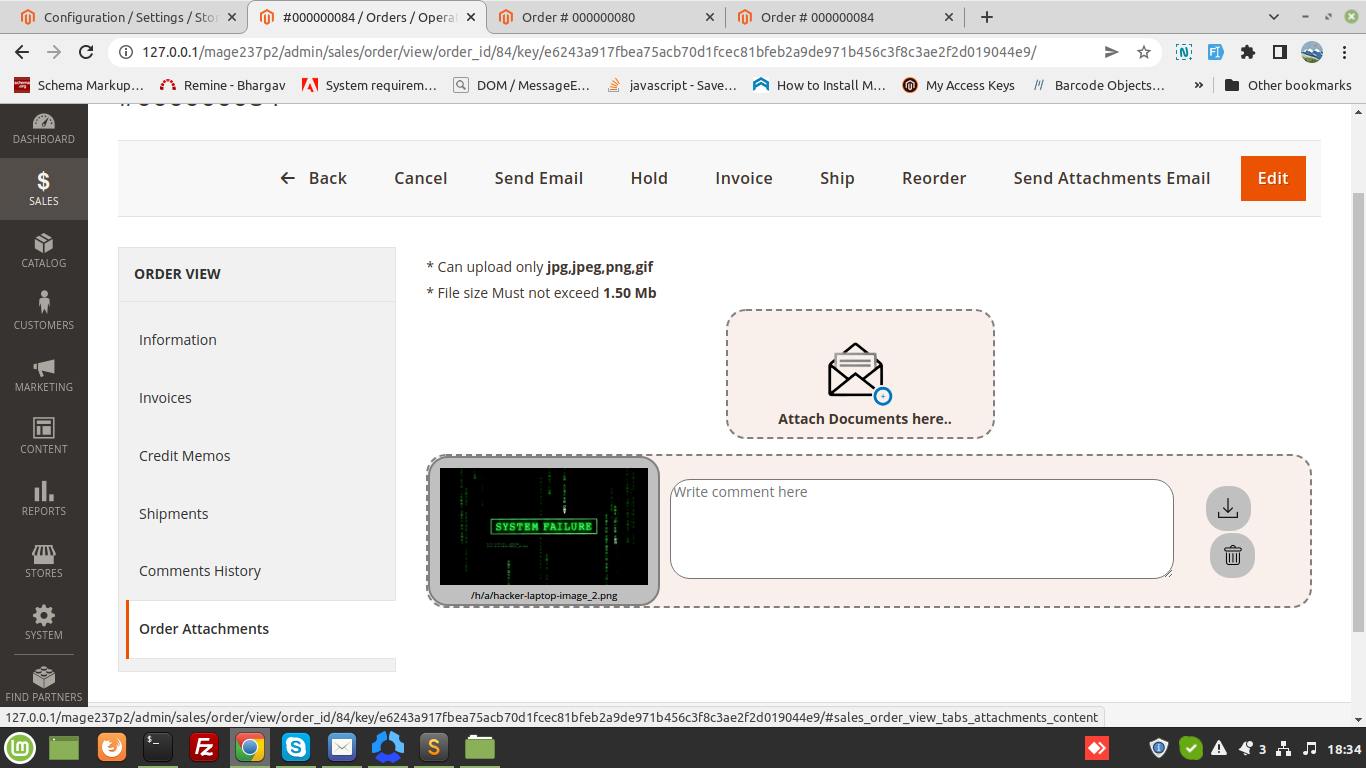 Configuration / Settings / Stor
#000000084 / Orders / Opera
Order # 000000080
Order # 000000084
127.0.0.1/mage237p2/admin/sales/order/view/order_id/84/key/e6243a917fbea75acb70d1fcec81bfeb2a9de971b456c3f8c3ae2f2d019044e9/
Schema Markup…
Remine - Bhargav
System requirem…
DOM / MessageE…
javascript - Save…
How to Install M…
My Access Keys
Barcode Objects…
»
Other bookmarks
DASHBOARD
SALES
CATALOG
CUSTOMERS
MARKETING
CONTENT
REPORTS
STORES
SYSTEM
FIND PARTNERS
Back
Cancel
Send Email
Hold
Invoice
Ship
Reorder
Send Attachments Email
Edit
ORDER VIEW
Information
Invoices
Credit Memos
Shipments
Comments History
Order Attachments
* Can upload only jpg,jpeg,png,gif
* File size Must not exceed 1.50 Mb
Attach Documents here..
SYSTEM FAILURE
/h/a/hacker-laptop-image_2.png
Write comment here
127.0.0.1/mage237p2/admin/sales/order/view/order_id/84/key/e6243a917fbea75acb70d1fcec81bfeb2a9de971b456c3f8c3ae2f2d019044e9/#sales_order_view_tabs_attachments_content
3
18:34